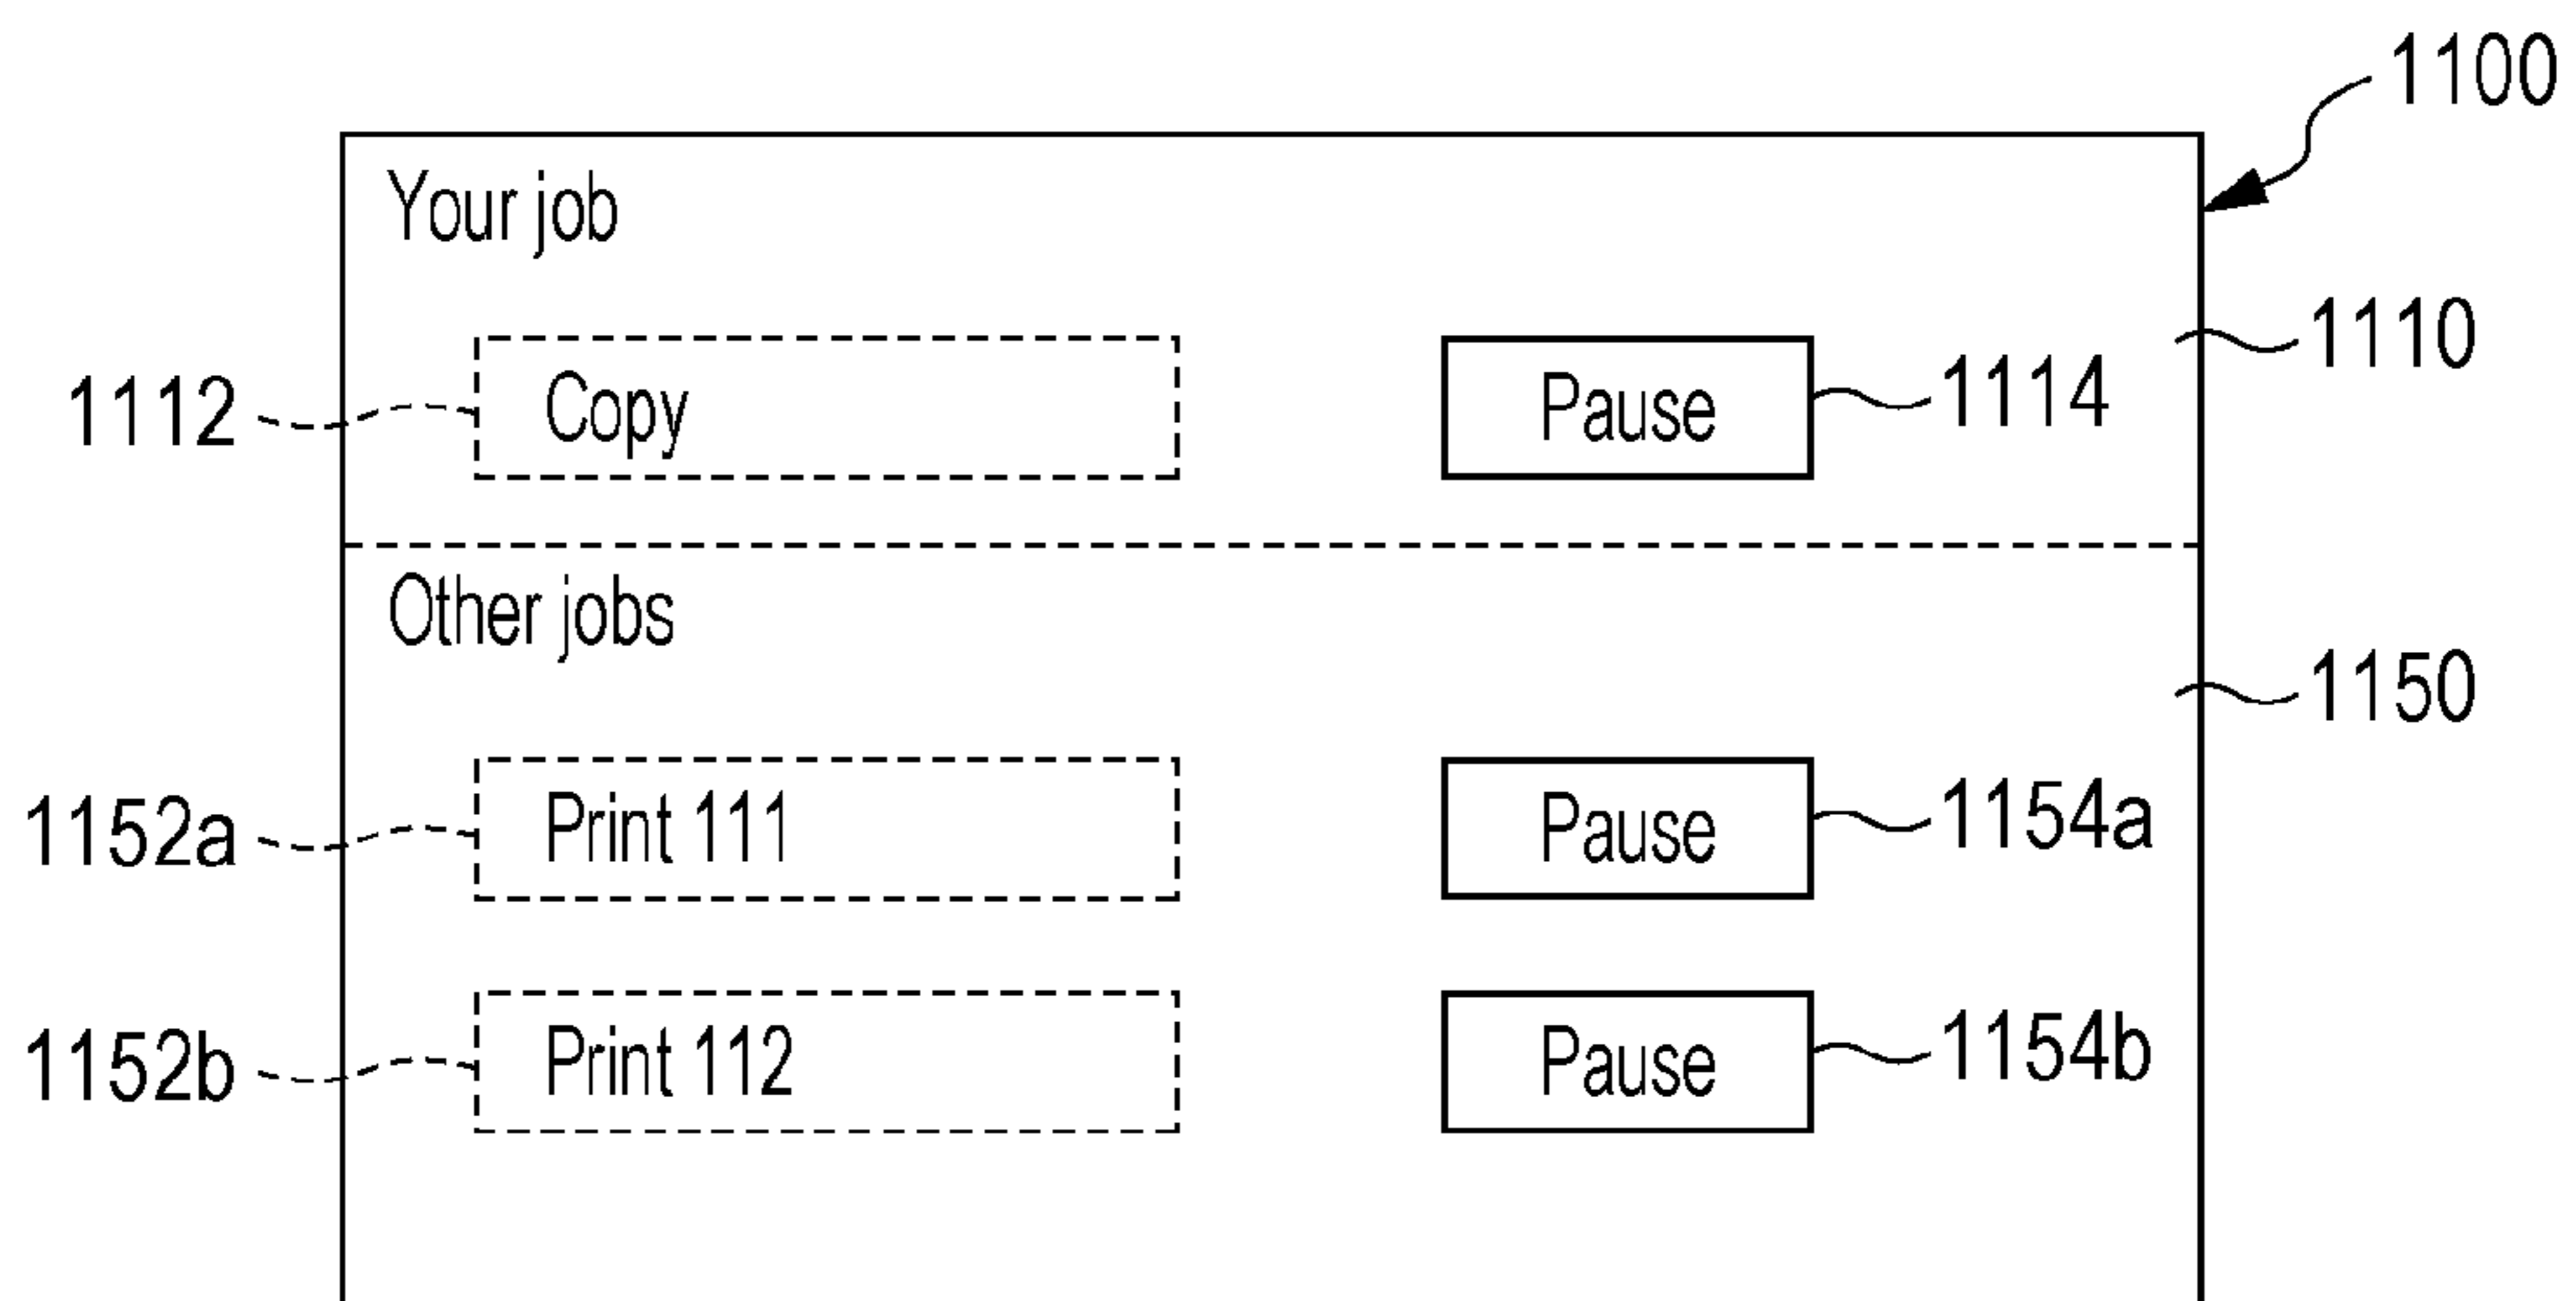 1100
Your job
1110
1112 Copy Pause 1114
Other jobs
1150
1152a Print 111 Pause 1154a
1152b Print 112 Pause 1154b